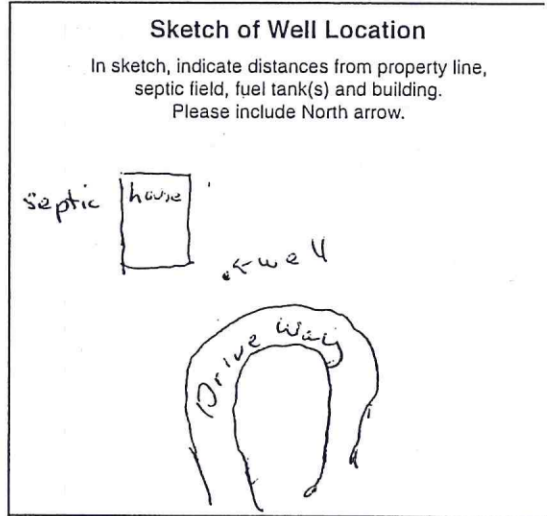 Sketch of Well Location
In sketch, indicate distances from property line,
septic field, fuel tank(s) and building.
Please include North arrow.
septic
house
well
Drive Way